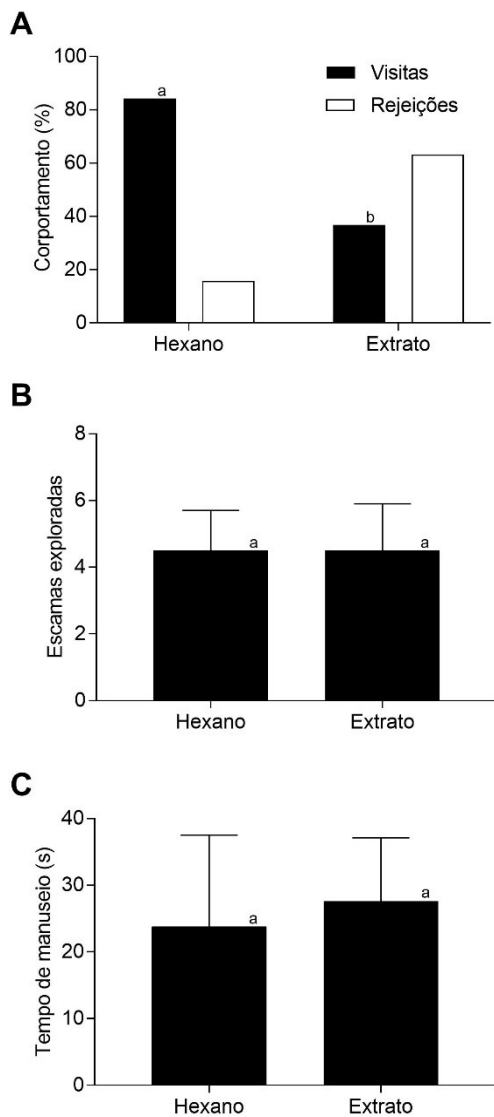 A
100
80
60
40
20
0
Corportamento (%)
a
b
Visitas
Rejeições
Hexano
Extrato
B
8
6
4
2
0
Escamas exploradas
a
a
Hexano
Extrato
C
40
30
20
10
0
Tempo de manuseio (s)
a
a
Hexano
Extrato